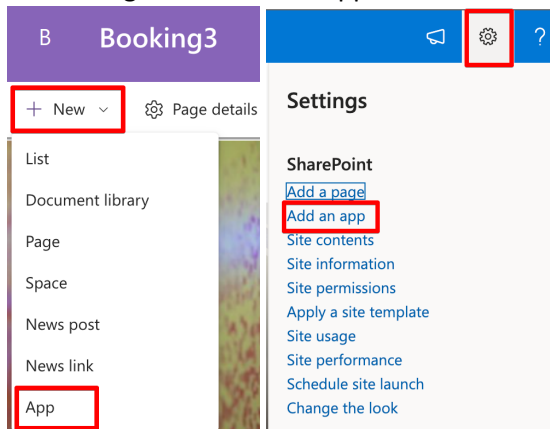 B Booking3
+ New
Page details
List
Document library
Page
Space
News post
News link
App
?
Settings
SharePoint
Add a page
Add an app
Site contents
Site information
Site permissions
Apply a site template
Site usage
Site performance
Schedule site launch
Change the look